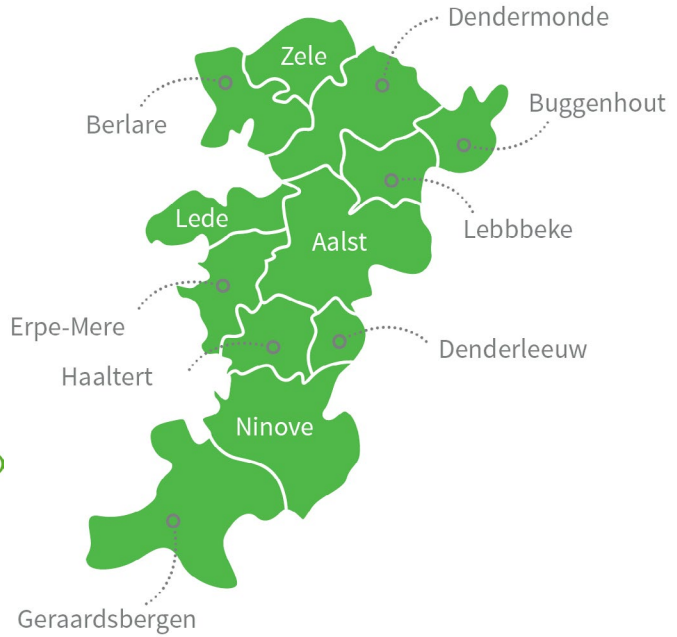 Dendermonde
Zele
Buggenhout
Berlare
Lede
Lebbbeke
Aalst
Erpe-Mere
Denderleeuw
Haaltert
Ninove
Geraardsbergen